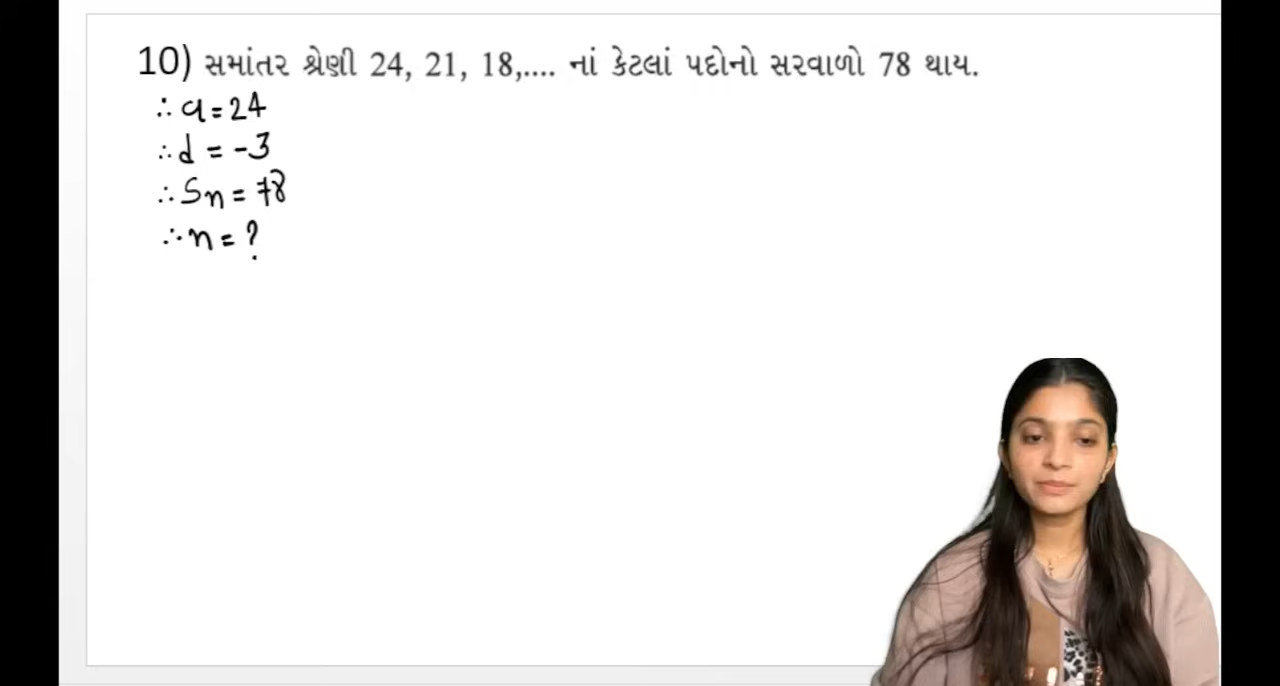 10) સમાંતર શ્રેણી 24, 21, 18,.... નાં કેટલાં પદોનો સરવાળો 78 થાય.
∴ a = 24
∴ d = -3
∴ Sn = 78
∴ n = ?